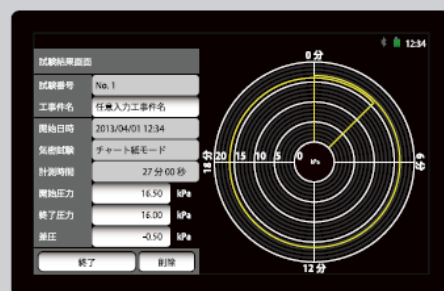 12:34
試験結果画面
試験番号 No. 1
工事件名 任意入力工事件名
開始日時 2013/04/01 12:34
気密試験 チャート紙モード
計測時間 27 分 00 秒
開始圧力 16.50 kPa
終了圧力 16.00 kPa
差圧 -0.50 kPa
終了 削除
0 分
6 分
12 分
18 分
20 15 10 5 0
kPa